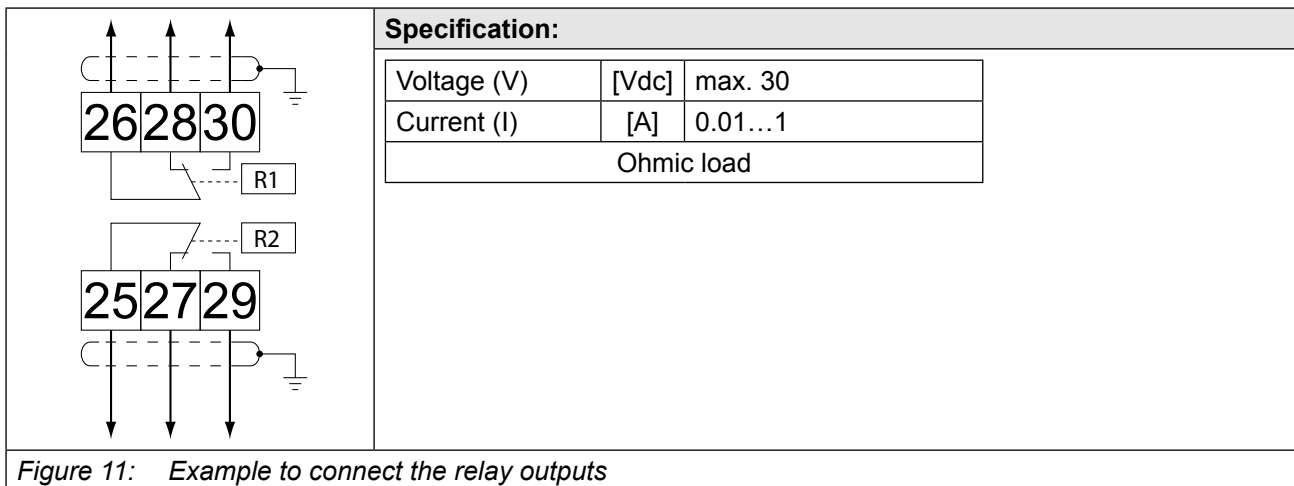 Specification:
Voltage (V) [Vdc] max. 30
Current (I) [A] 0.01…1
Ohmic load
26 28 30
R1
R2
25 27 29
Figure 11: Example to connect the relay outputs